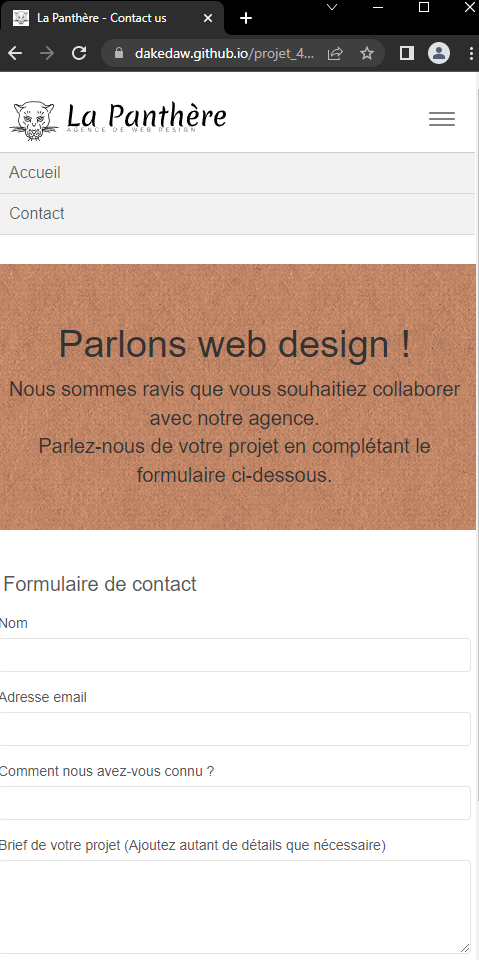 La Panthère - Contact us
dakedaw.github.io/projet_4...
La Panthère
AGENCE DE WEB DESIGN
Accueil
Contact
Parlons web design !
Nous sommes ravis que vous souhaitiez collaborer
avec notre agence.
Parlez-nous de votre projet en complétant le
formulaire ci-dessous.
Formulaire de contact
Nom
Adresse email
Comment nous avez-vous connu ?
Brief de votre projet (Ajoutez autant de détails que nécessaire)